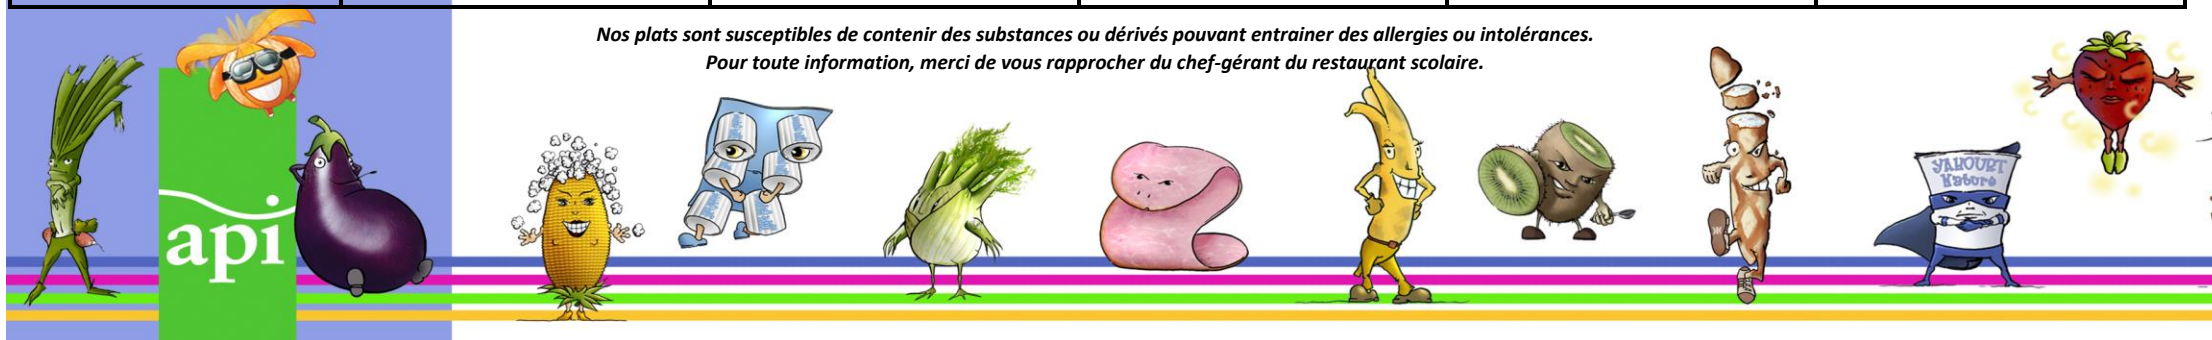 Nos plats sont susceptibles de contenir des substances ou dérivés pouvant entrainer des allergies ou intolérances.
Pour toute information, merci de vous rapprocher du chef-gérant du restaurant scolaire.
api
YAHOURT
Nature